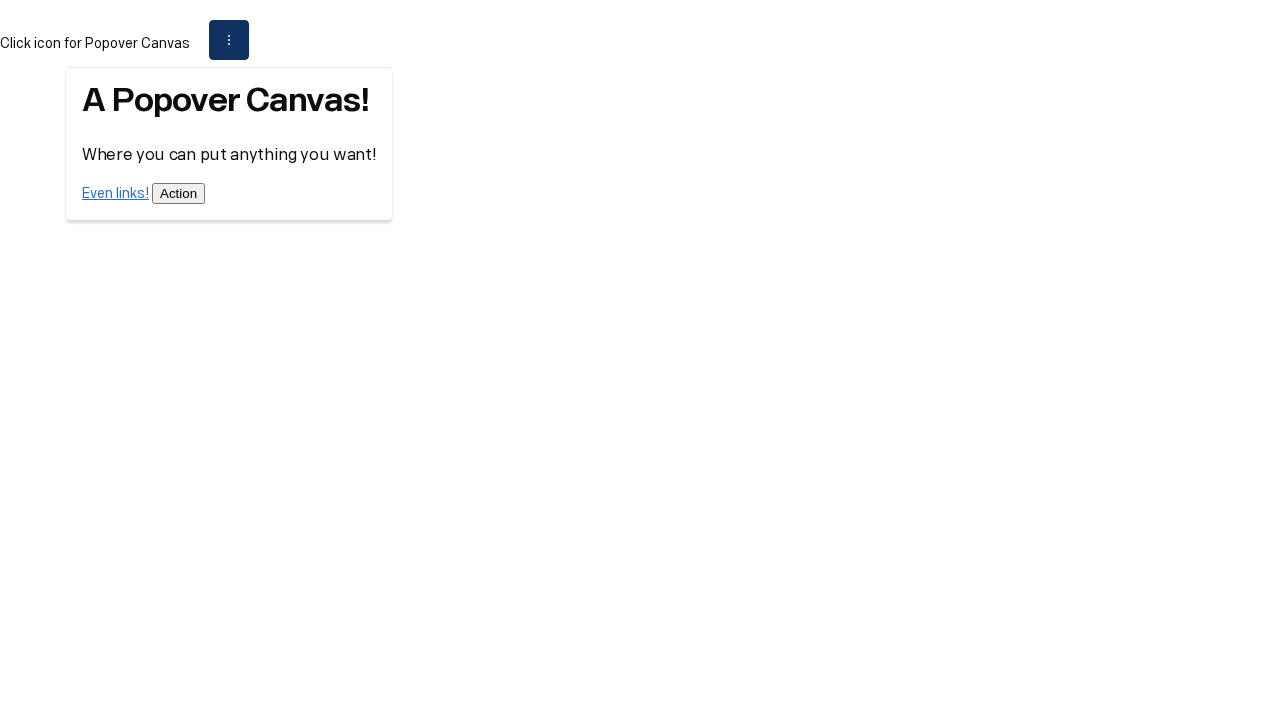 Click icon for Popover Canvas
A Popover Canvas!
Where you can put anything you want!
Even links! Action